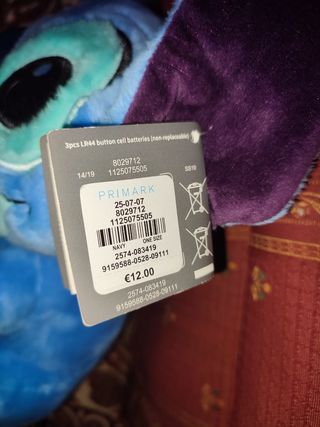 3pcs LR44 button cell batteries (non-replaceable)
8029712
14/19 1125075505 SS19
PRIMARK
25-07-07
8029712
1125075505
NAVY ONE SIZE
2574-083419
9159588-0528-09111
€12.00
2574-083419
9159588-0528-09111